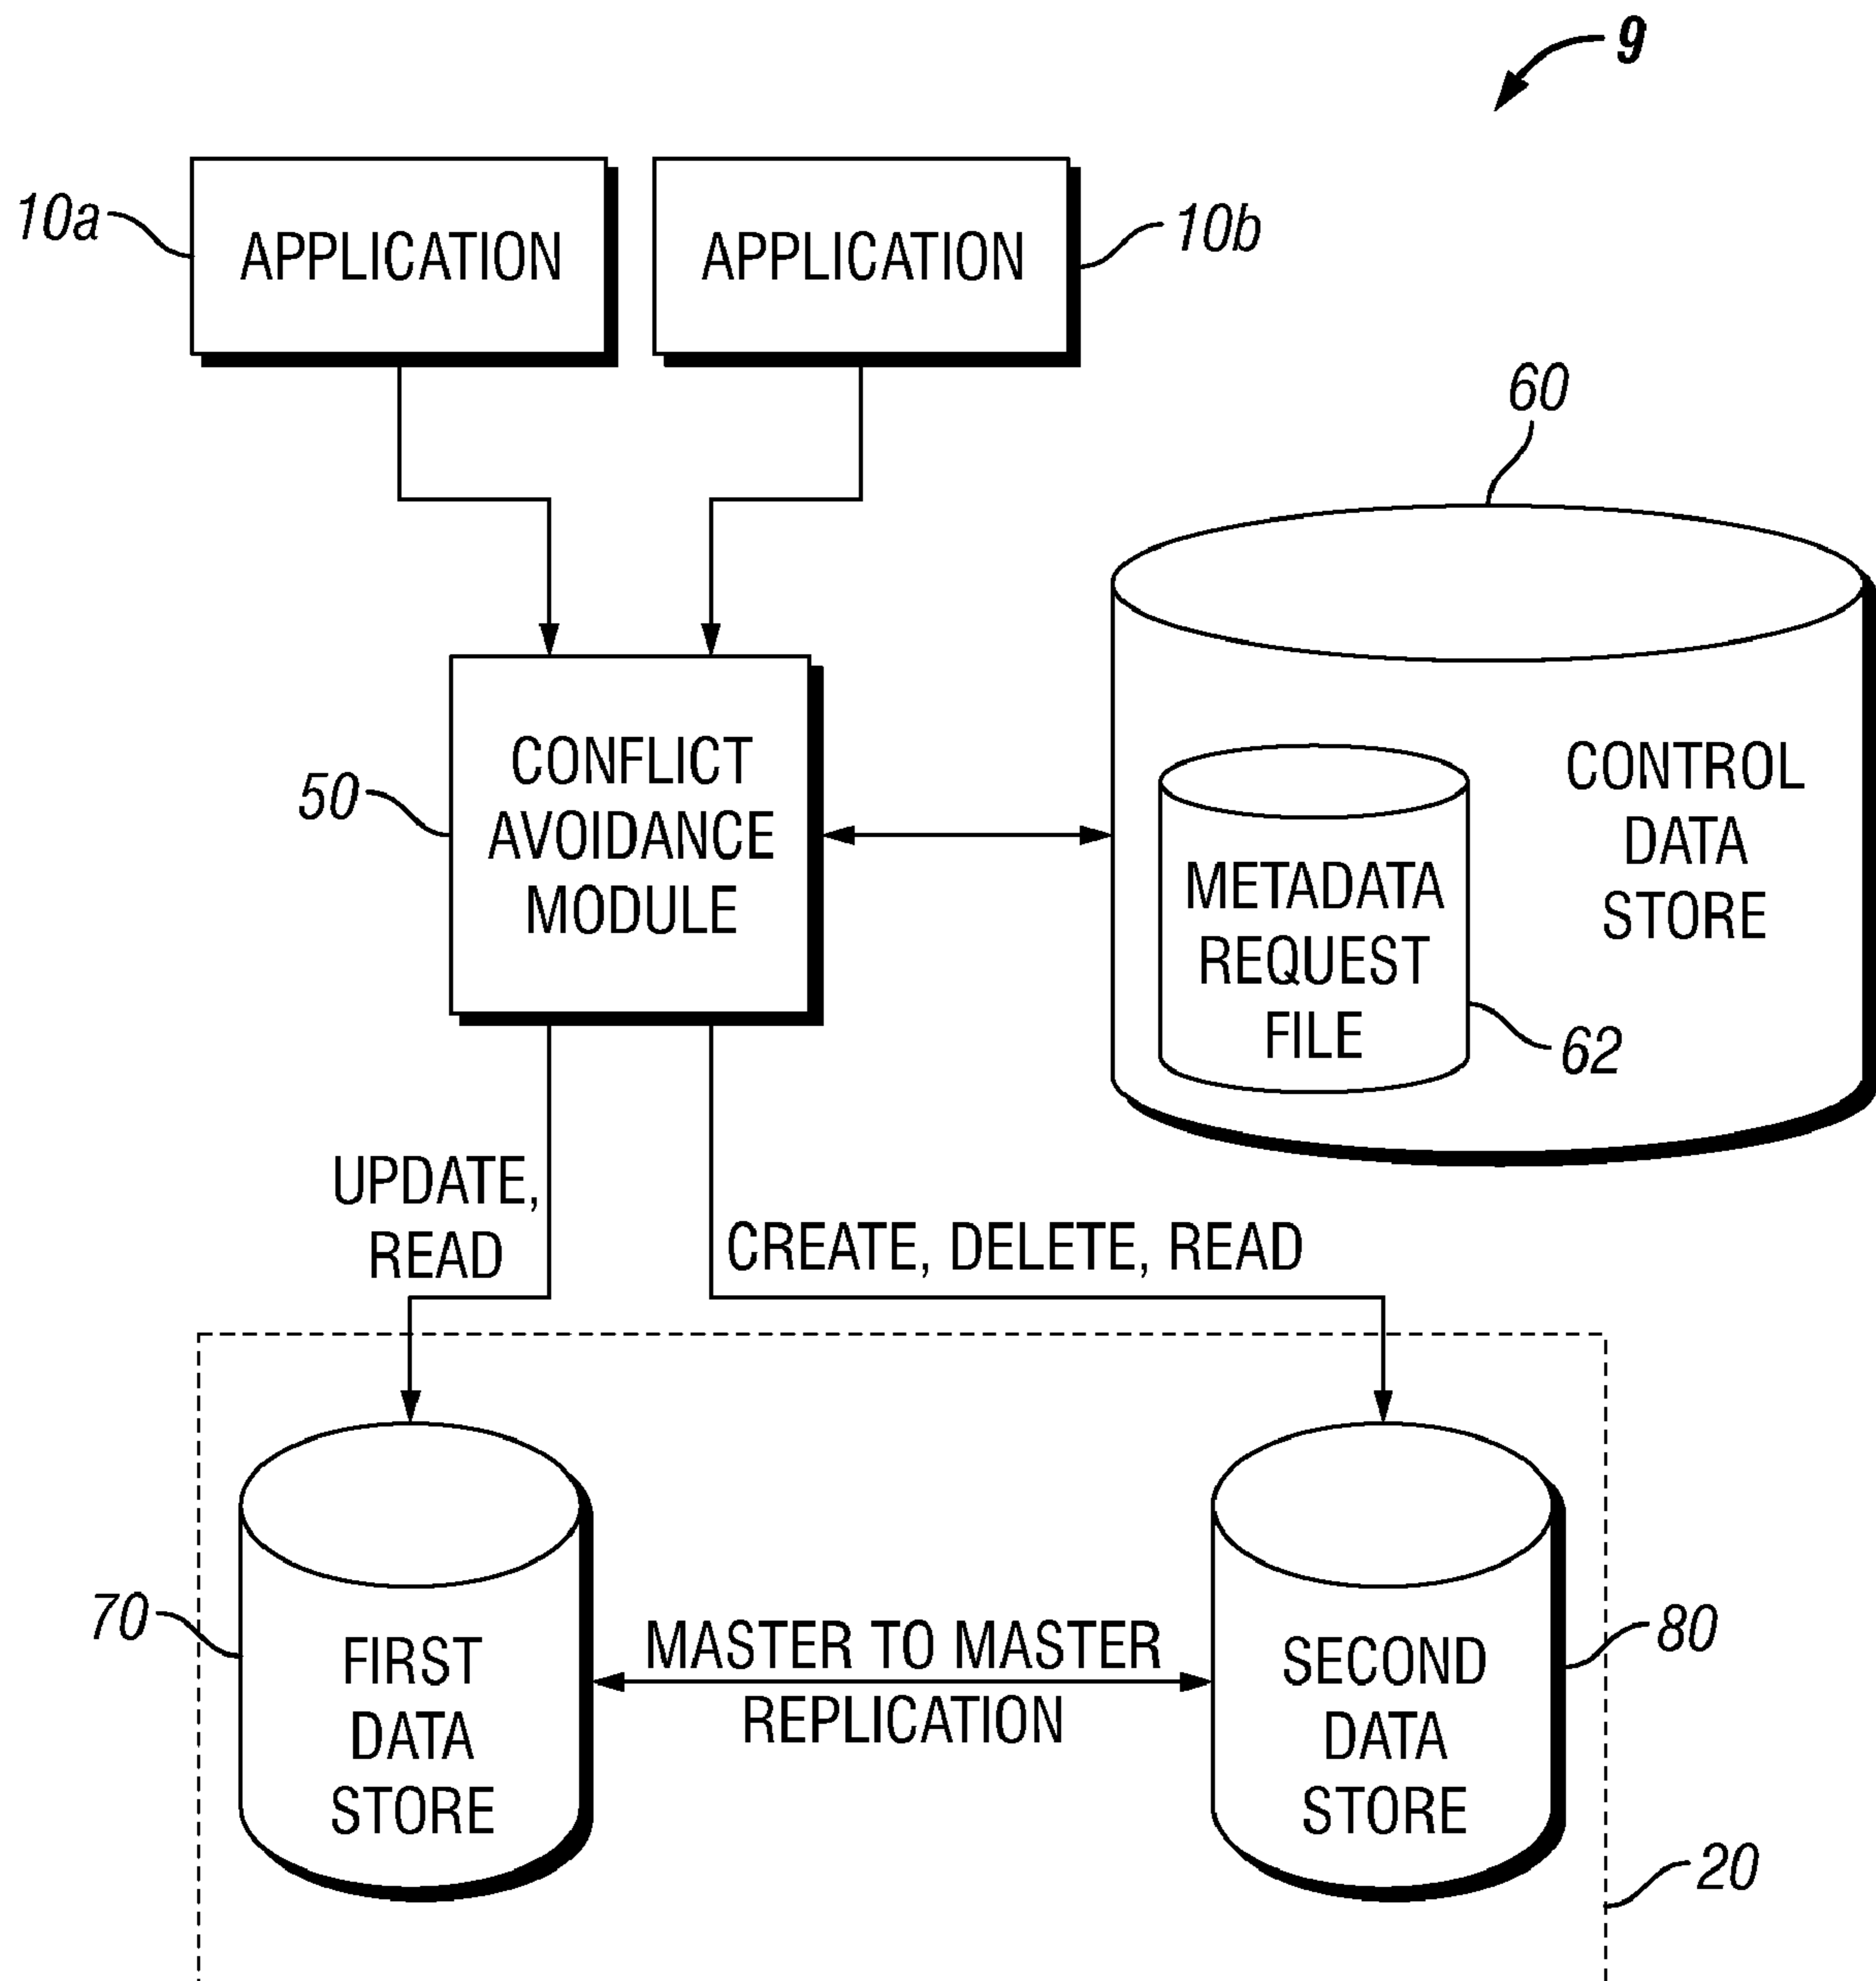 9
10a
APPLICATION
APPLICATION
10b
60
50
CONFLICT
AVOIDANCE
MODULE
CONTROL
DATA
STORE
METADATA
REQUEST
FILE
62
UPDATE,
READ
CREATE, DELETE, READ
70
FIRST
DATA
STORE
MASTER TO MASTER
REPLICATION
SECOND
DATA
STORE
80
20